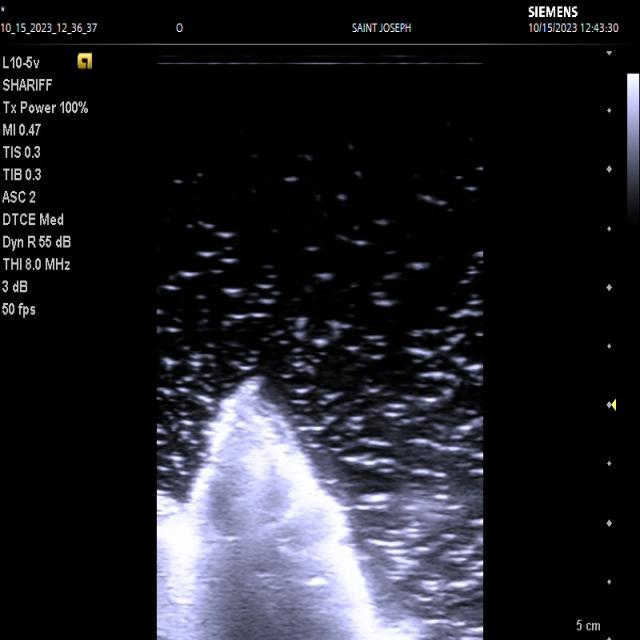 *
SIEMENS
10_15_2023_12_36_37 O SAINT JOSEPH 10/15/2023 12:43:30
L10-5v
SHARIFF
Tx Power 100%
MI 0.47
TIS 0.3
TIB 0.3
ASC 2
DTCE Med
Dyn R 55 dB
THI 8.0 MHz
3 dB
50 fps
5 cm